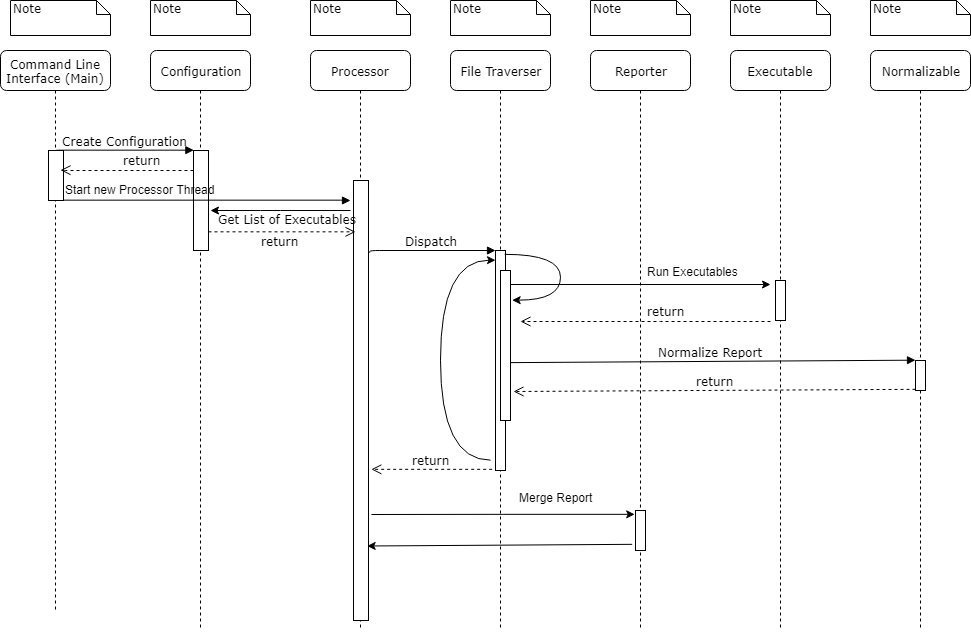 Note
Note
Note
Note
Note
Note
Note
Command Line
Interface (Main)
Configuration
Processor
File Traverser
Reporter
Executable
Normalizable
Create Configuration
return
Start new Processor Thread
Get List of Executables
return
Dispatch
Run Executables
return
Normalize Report
return
return
Merge Report